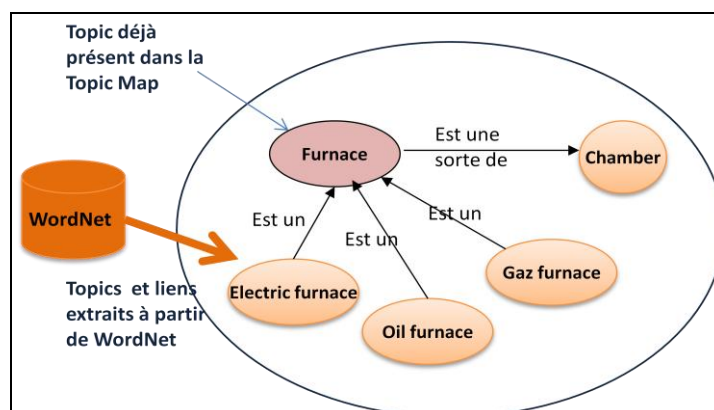 Topic déjà
présent dans la
Topic Map
Est une
sorte de
Furnace
Chamber
WordNet
Est un
Est un
Est un
Gaz furnace
Electric furnace
Oil furnace
Topics et liens
extraits à partir
de WordNet